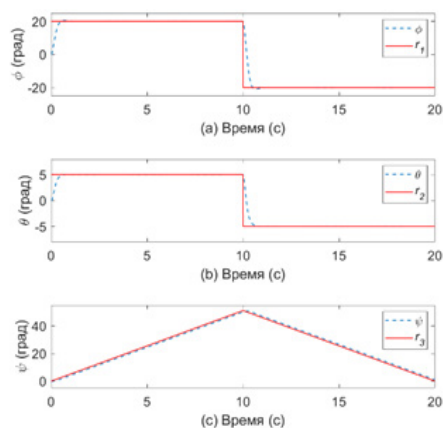 20
0
-20
φ (град)
φ
r1
0
5
10
15
20
(a) Время (с)
5
0
-5
θ (град)
θ
r2
0
5
10
15
20
(b) Время (с)
40
20
0
ψ (град)
ψ
r3
0
5
10
15
20
(c) Время (с)